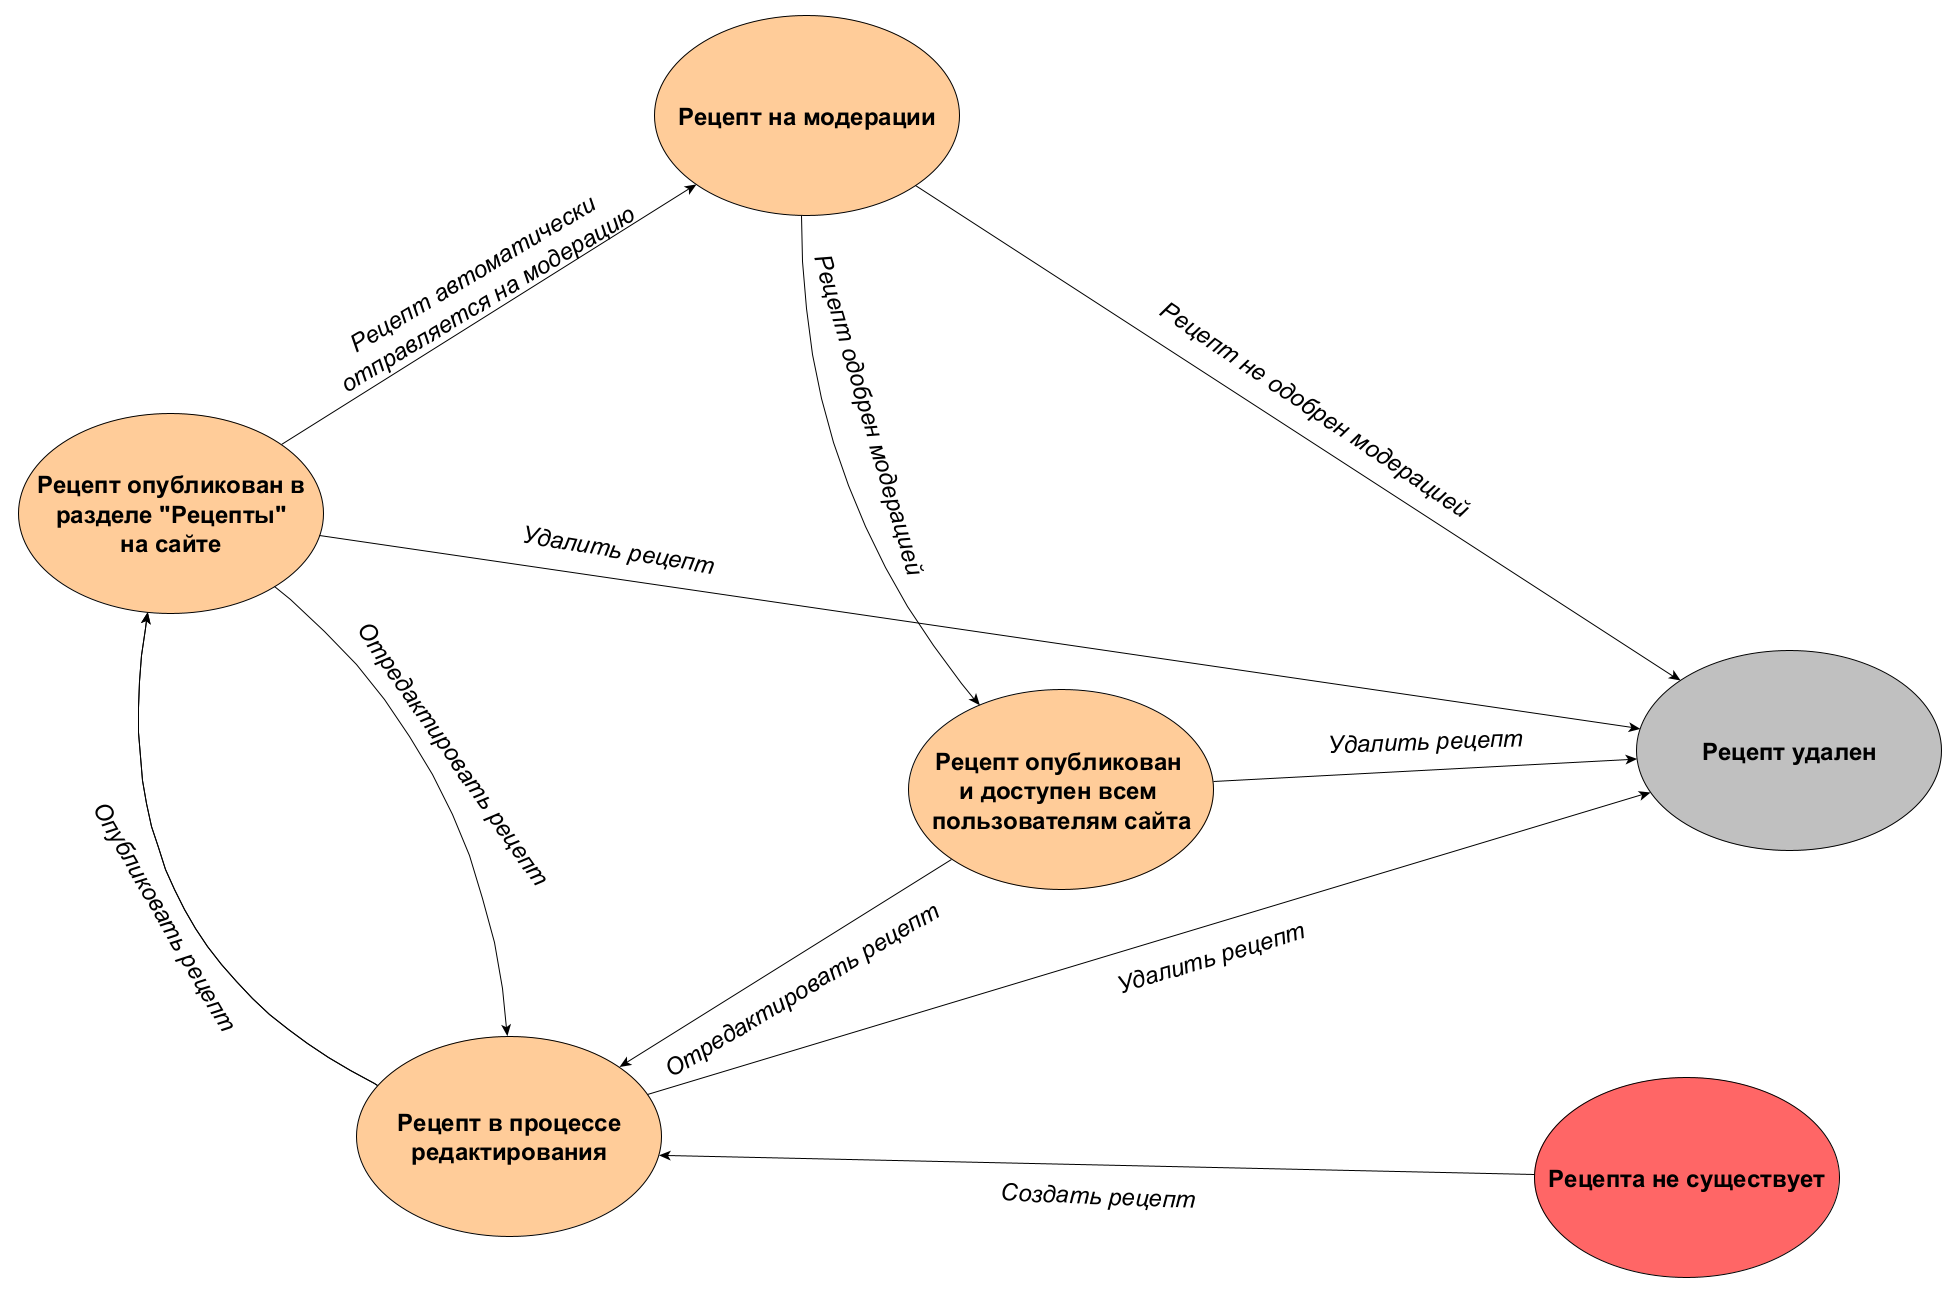 Рецепт на модерации
Рецепт автоматически
отправляется на модерацию
Рецепт одобрен модерацией
Рецепт не одобрен модерацией
Рецепт опубликован в
разделе "Рецепты"
на сайте
Удалить рецепт
Отредактировать рецепт
Опубликовать рецепт
Рецепт опубликован
и доступен всем
пользователям сайта
Удалить рецепт
Рецепт удален
Отредактировать рецепт
Удалить рецепт
Рецепт в процессе
редактирования
Создать рецепт
Рецепта не существует